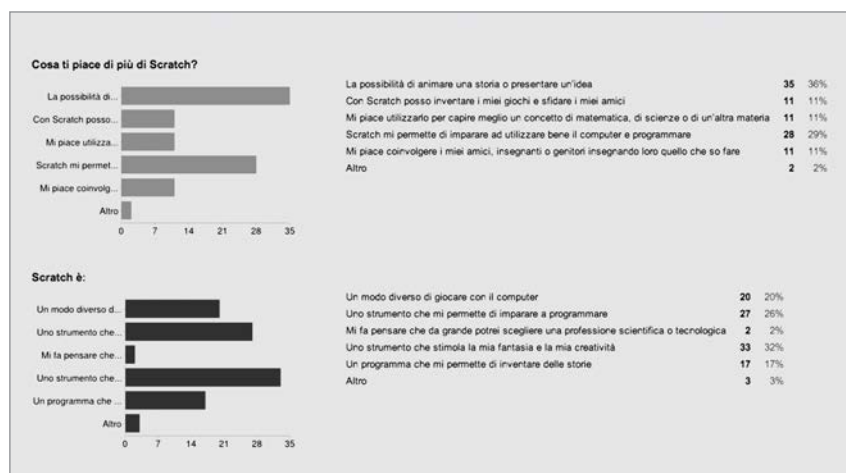 Cosa ti piace di più di Scratch?
La possibilità di...
Con Scratch posso...
Mi piace utilizza...
Scratch mi permet...
Mi piace coinvolg...
Altro
0 7 14 21 28 35
La possibilità di animare una storia o presentare un'idea 35 36%
Con Scratch posso inventare i miei giochi e sfidare i miei amici 11 11%
Mi piace utilizzarlo per capire meglio un concetto di matematica, di scienze o di un'altra materia 11 11%
Scratch mi permette di imparare ad utilizzare bene il computer e programmare 28 29%
Mi piace coinvolgere i miei amici, insegnanti o genitori insegnando loro quello che so fare 11 11%
Altro 2 2%
Scratch è:
Un modo diverso d...
Uno strumento che...
Mi fa pensare che...
Uno strumento che...
Un programma che ...
Altro
0 7 14 21 28 35
Un modo diverso di giocare con il computer 20 20%
Uno strumento che mi permette di imparare a programmare 27 26%
Mi fa pensare che da grande potrei scegliere una professione scientifica o tecnologica 2 2%
Uno strumento che stimola la mia fantasia e la mia creatività 33 32%
Un programma che mi permette di inventare delle storie 17 17%
Altro 3 3%